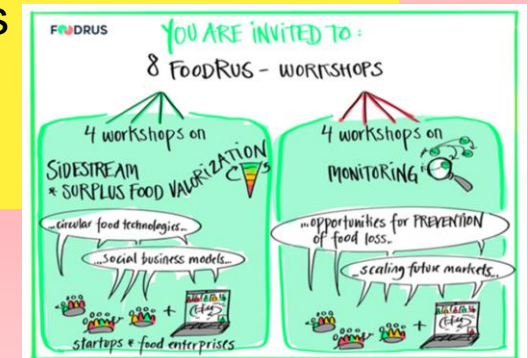 s
FOODRUS
YOU ARE INVITED TO:
8 FOODRUS - WORKSHOPS
4 workshops on
SIDESTREAM
* SURPLUS FOOD VALORIZATION
...circular food technologies...
...social business models...
+
startups & food enterprises
4 workshops on
MONITORING
...opportunities for PREVENTION
of food loss...
...scaling future markets...
+